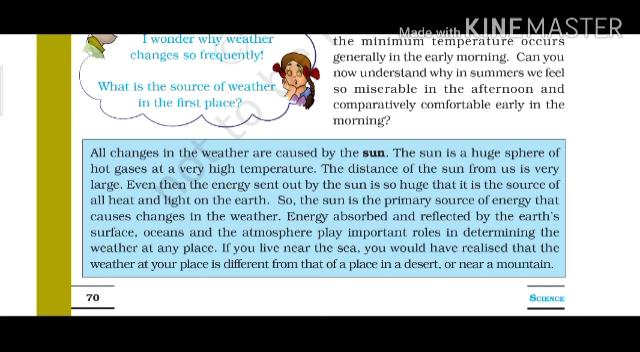 Made with KINEMASTER
I wonder why weather
changes so frequently!
What is the source of weather
in the first place?
the minimum temperature occurs
generally in the early morning. Can you
now understand why in summers we feel
so miserable in the afternoon and
comparatively comfortable early in the
morning?
All changes in the weather are caused by the sun. The sun is a huge sphere of
hot gases at a very high temperature. The distance of the sun from us is very
large. Even then the energy sent out by the sun is so huge that it is the source of
all heat and light on the earth. So, the sun is the primary source of energy that
causes changes in the weather. Energy absorbed and reflected by the earth's
surface, oceans and the atmosphere play important roles in determining the
weather at any place. If you live near the sea, you would have realised that the
weather at your place is different from that of a place in a desert, or near a mountain.
70
SCIENCE